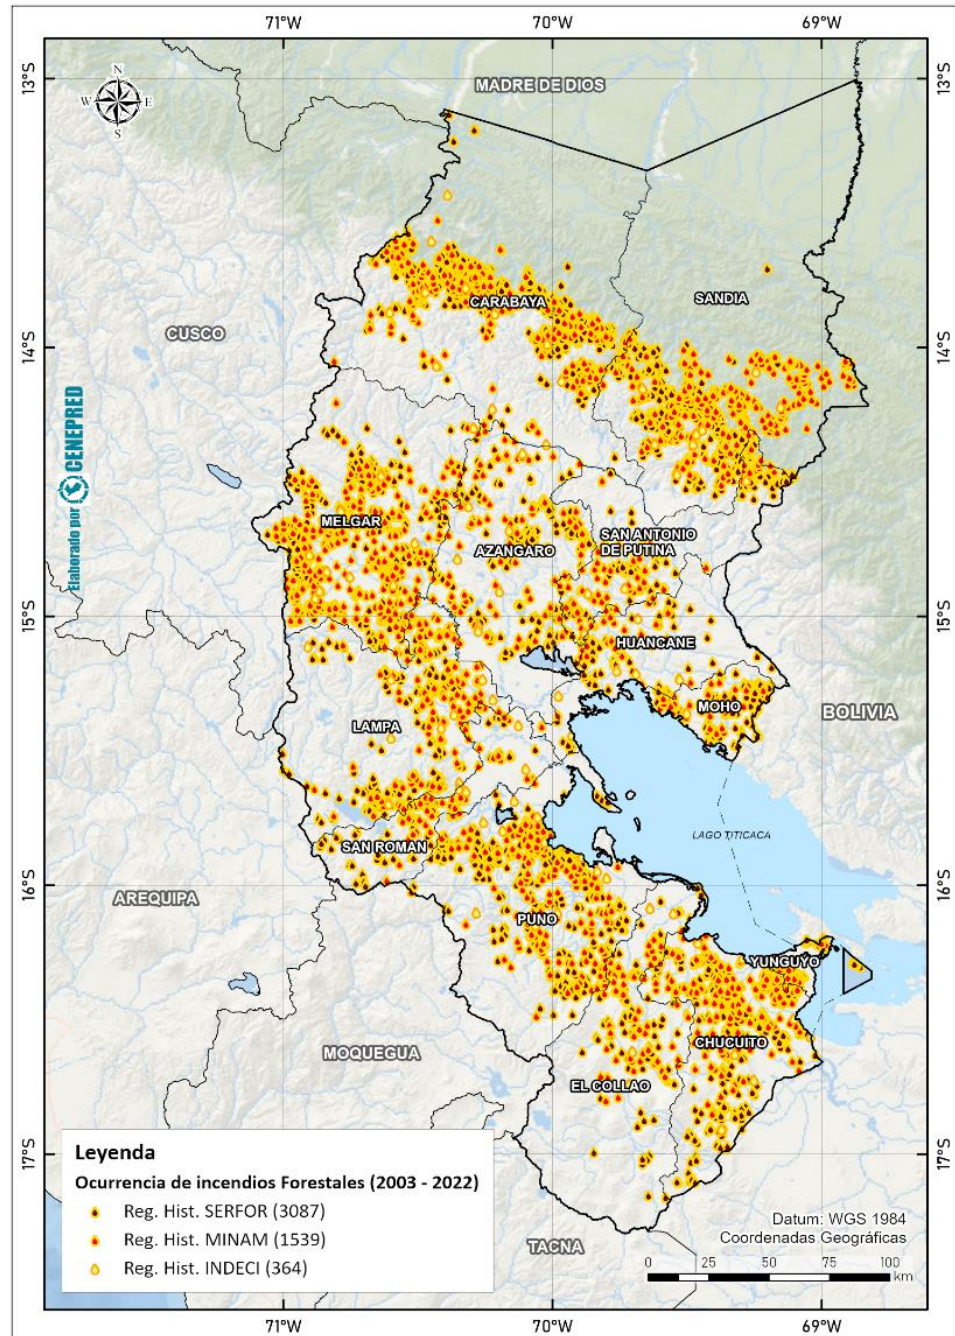 71°W
70°W
69°W
13°S
13°S
N
W
E
S
MADRE DE DIOS
CARABAYA
SANDIA
CUSCO
14°S
14°S
Elaborado por CENEPRED
MELGAR
AZANGARO
SAN ANTONIO
DE PUTINA
15°S
15°S
HUANCANE
MOHO
BOLIVIA
LAMPA
LAGO TITICACA
SAN ROMAN
16°S
16°S
AREQUIPA
PUNO
YUNGUYO
CHUCUITO
MOQUEGUA
EL COLLAO
17°S
17°S
Leyenda
Ocurrencia de incendios Forestales (2003 - 2022)
Reg. Hist. SERFOR (3087)
Reg. Hist. MINAM (1539)
Reg. Hist. INDECI (364)
TACNA
Datum: WGS 1984
Coordenadas Geográficas
0 25 50 75 100
km
71°W
70°W
69°W